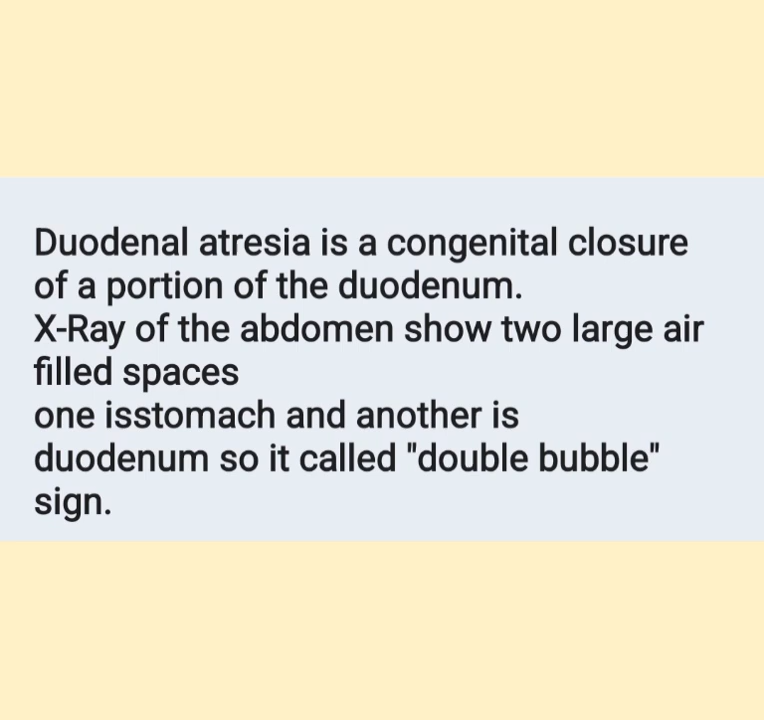 Duodenal atresia is a congenital closure
of a portion of the duodenum.
X-Ray of the abdomen show two large air
filled spaces
one isstomach and another is
duodenum so it called "double bubble"
sign.